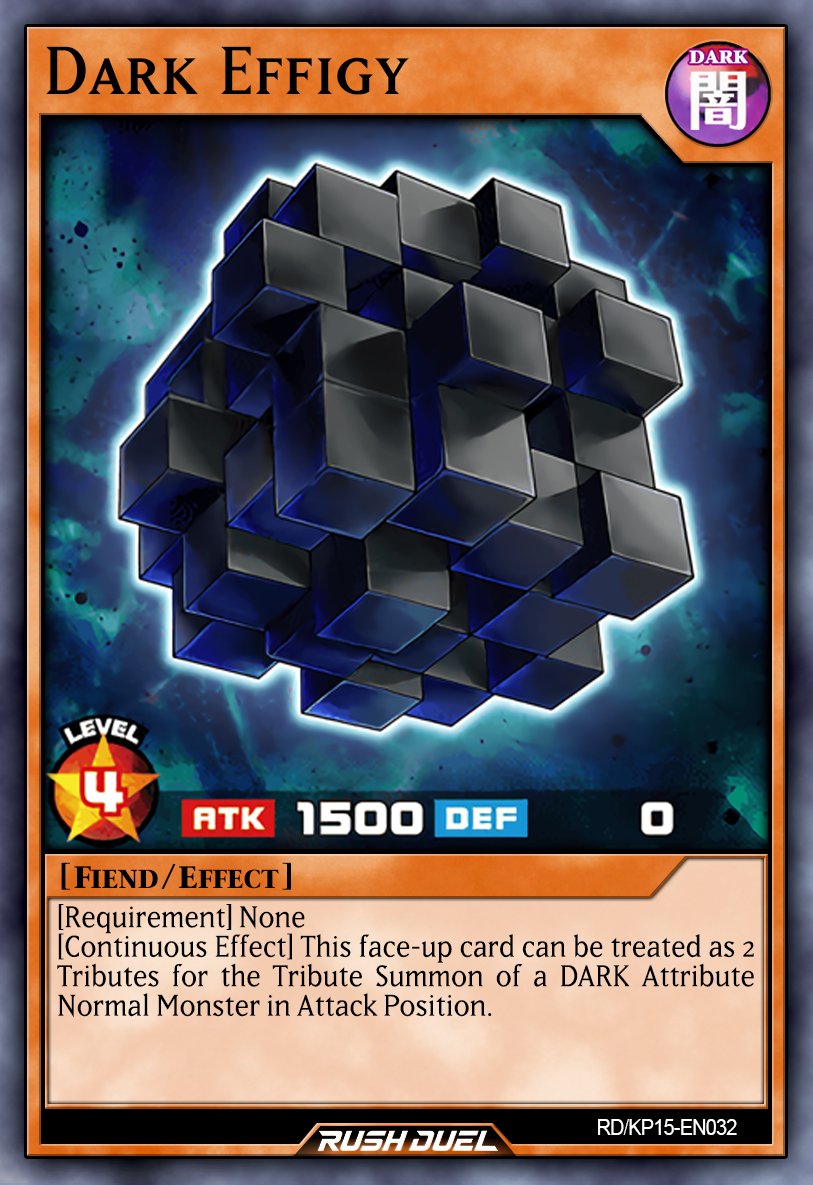 Dark Effigy
DARK
闇
LEVEL
4
ATK 1500 DEF 0
[Fiend/Effect]
[Requirement] None
[Continuous Effect] This face-up card can be treated as 2
Tributes for the Tribute Summon of a DARK Attribute
Normal Monster in Attack Position.
RD/KP15-EN032
RUSH DUEL